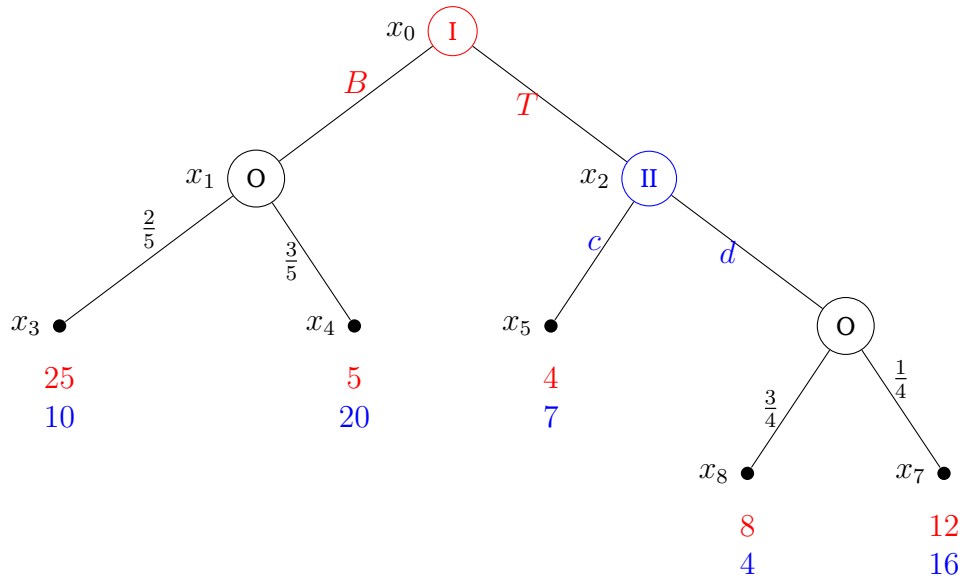 x₀ I
B T
x₁ O x₂ II
2/5 3/5 c d
x₃ x₄ x₅ O
25 5 4
10 20 7
3/4 1/4
x₈ x₇
8 12
4 16